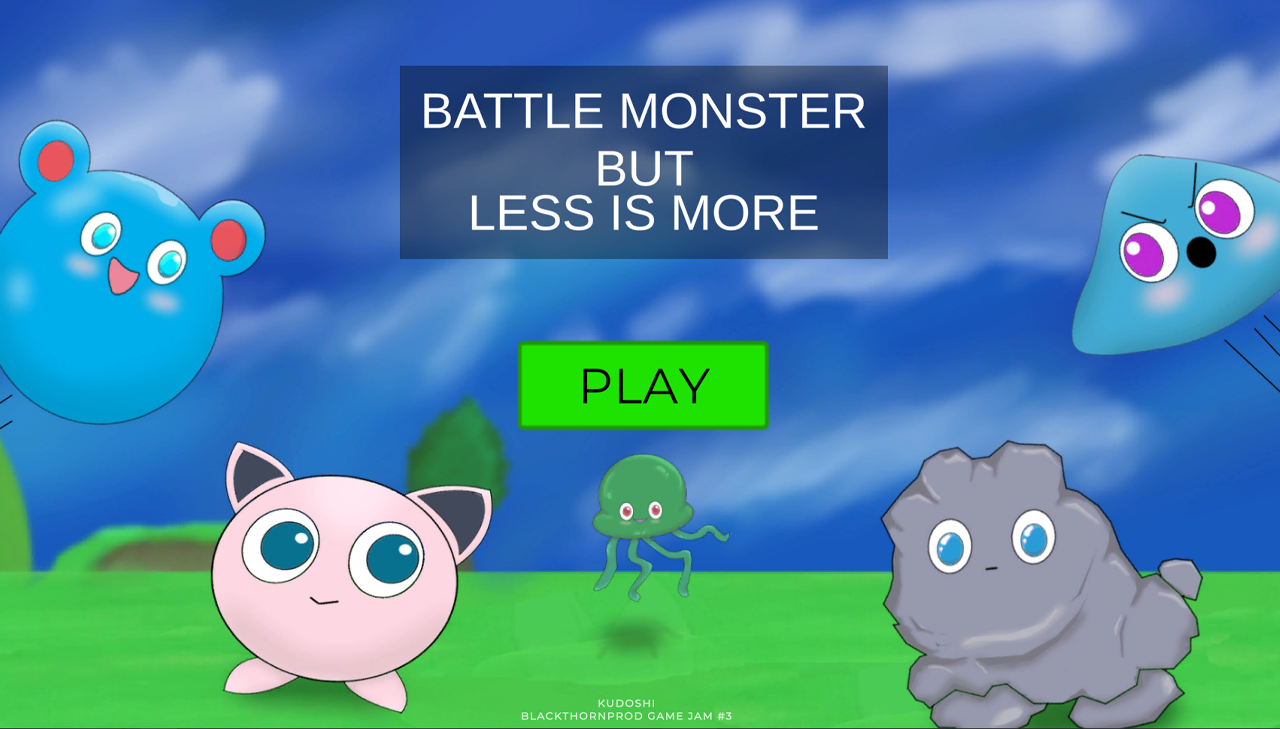 BATTLE MONSTER
BUT
LESS IS MORE
PLAY
KUDOSHI
BLACKTHORNPROD GAME JAM #3